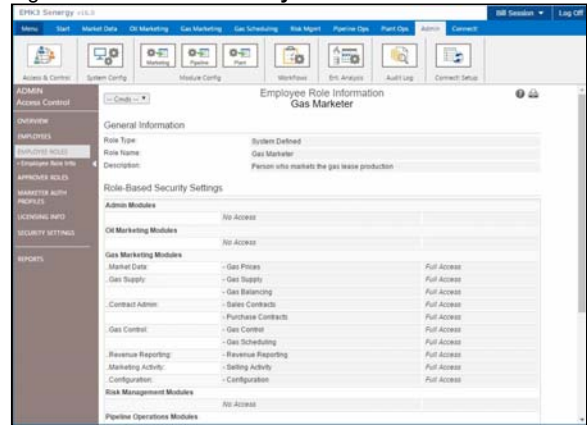 EMK3 Synergy v16.0
Bill Session
Log Off
Menu Start Market Data Oil Marketing Gas Marketing Gas Scheduling Risk Mgmt Pipeline Ops Plant Ops Admin Connect!
Marketing Pipeline Plant
Access & Control System Config Module Config Workflows Ent. Analysis Audit Log Connect! Setup
ADMIN
Access Control
OVERVIEW
EMPLOYEES
EMPLOYEE ROLES
- Employee Role Info
APPROVER ROLES
MARKETER AUTH
PROFILES
LICENSING INFO
SECURITY SETTINGS
REPORTS
-- Cmds --
Employee Role Information
Gas Marketer
General Information
Role Type: System Defined
Role Name: Gas Marketer
Description: Person who markets the gas lease production
Role-Based Security Settings
Admin Modules
No Access
Oil Marketing Modules
No Access
Gas Marketing Modules
..Market Data: - Gas Prices Full Access
..Gas Supply: - Gas Supply Full Access
- Gas Balancing Full Access
..Contract Admin: - Sales Contracts Full Access
- Purchase Contracts Full Access
..Gas Control: - Gas Control Full Access
- Gas Scheduling Full Access
..Revenue Reporting: - Revenue Reporting Full Access
..Marketing Activity: - Selling Activity Full Access
..Configuration: - Configuration Full Access
Risk Management Modules
No Access
Pipeline Operations Modules